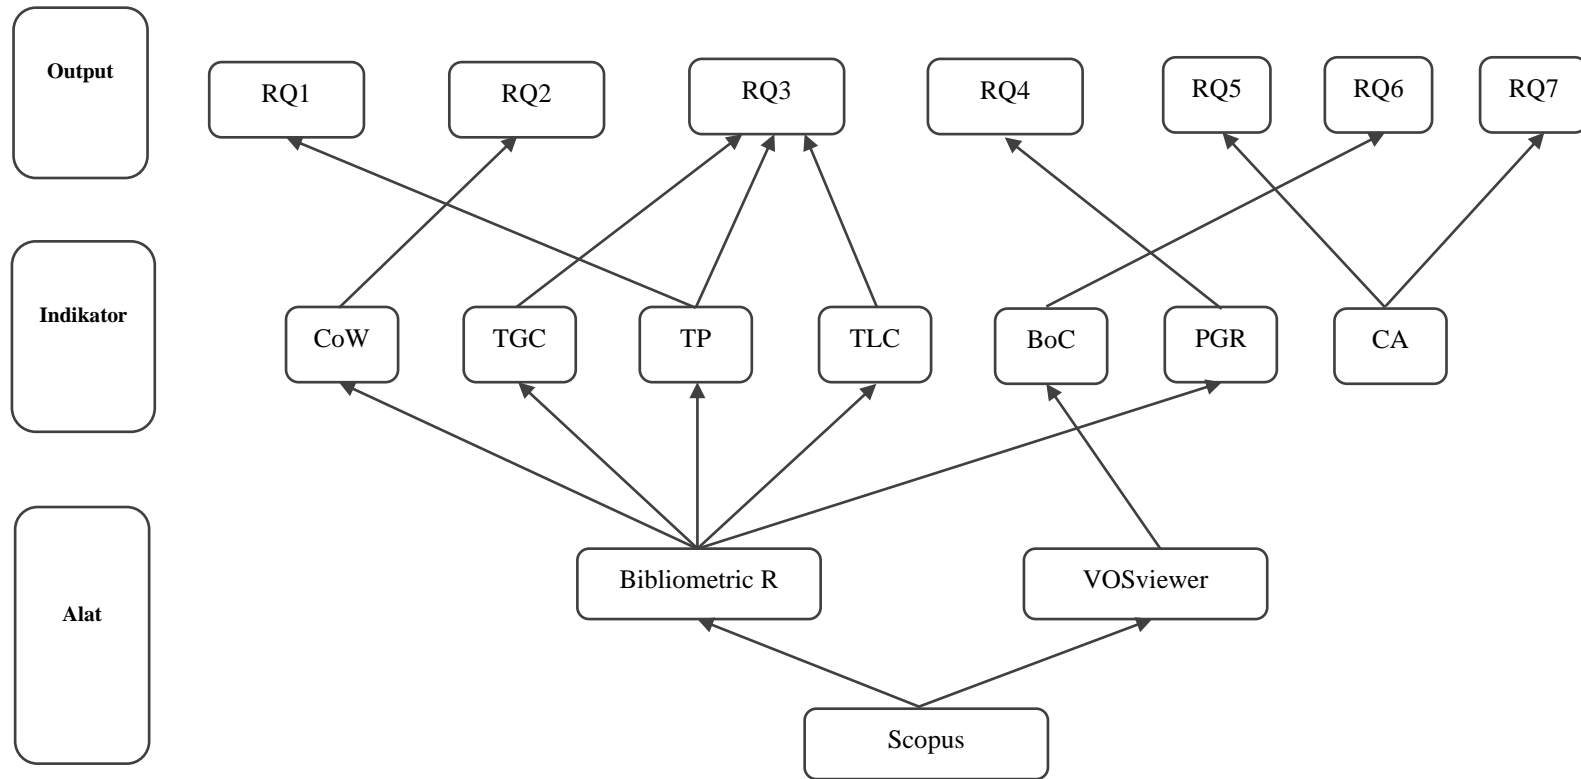 Output
RQ1
RQ2
RQ3
RQ4
RQ5
RQ6
RQ7
Indikator
CoW
TGC
TP
TLC
BoC
PGR
CA
Alat
Bibliometric R
VOSviewer
Scopus